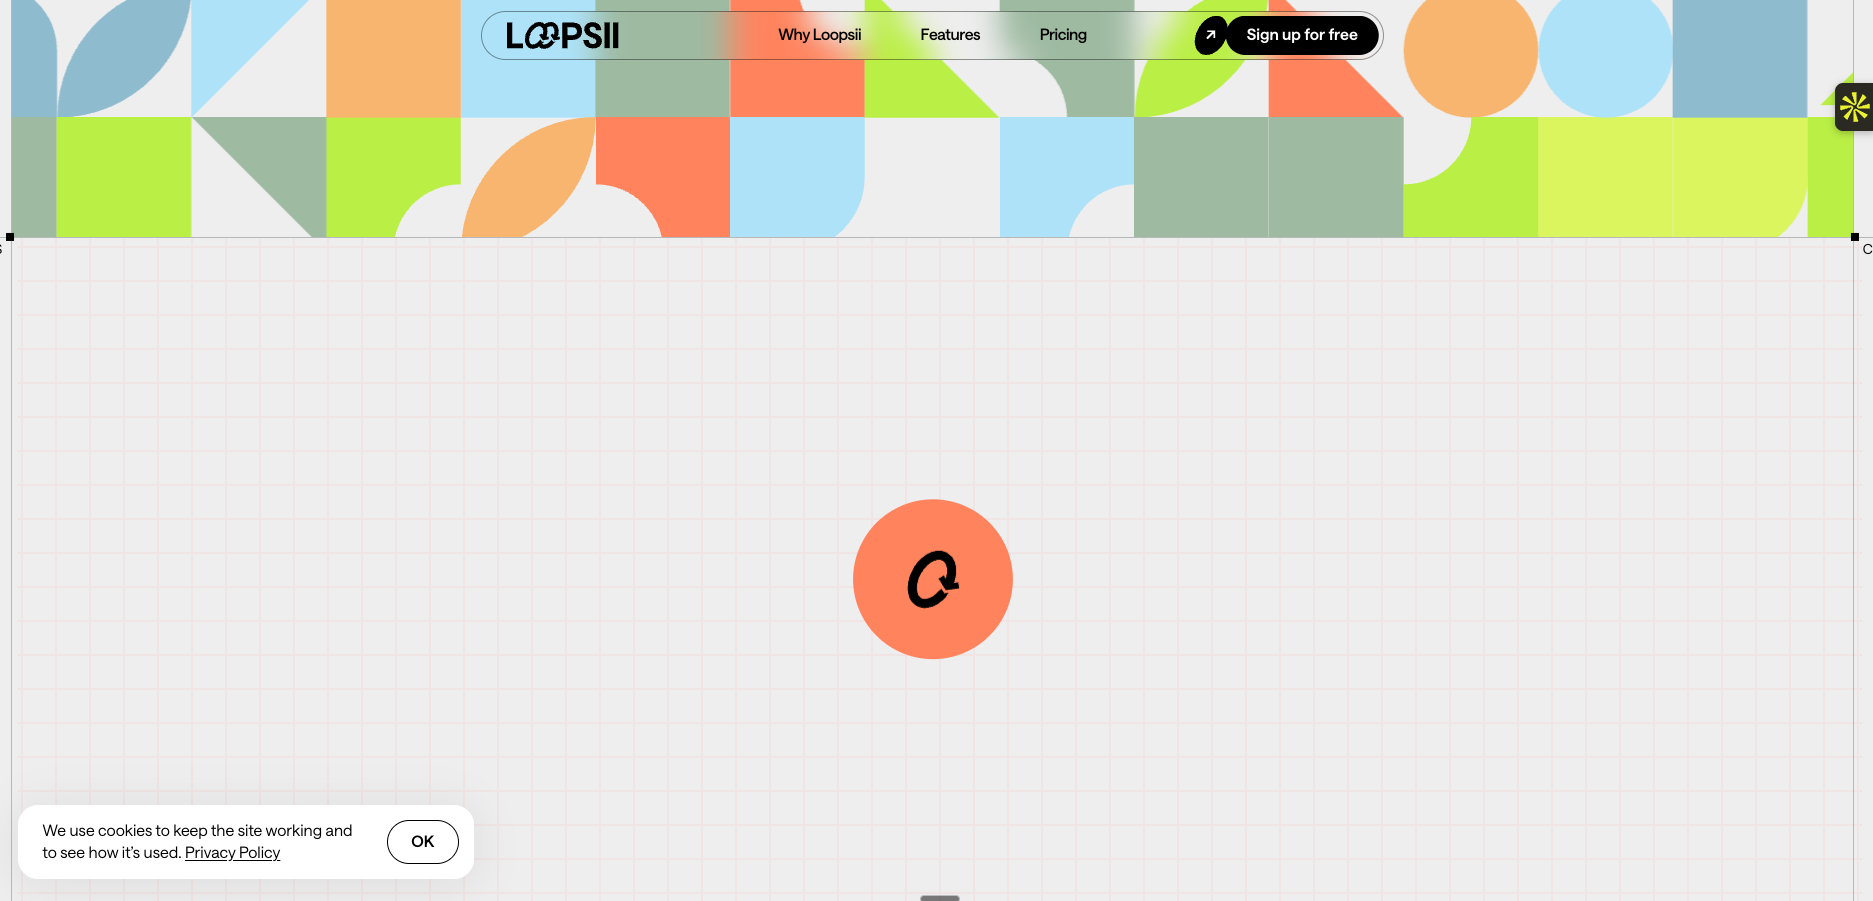 LOOPSII
Why Loopsii
Features
Pricing
Sign up for free
We use cookies to keep the site working and
to see how it’s used. Privacy Policy
OK